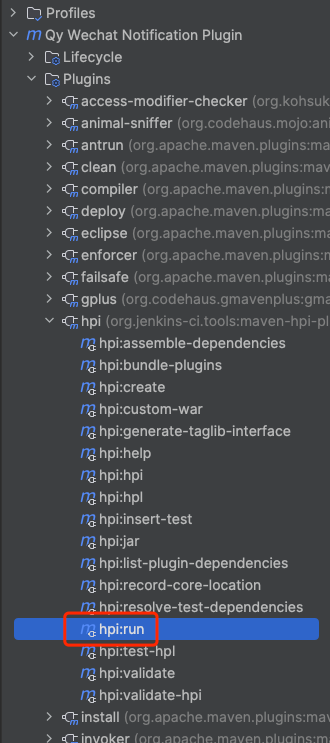 Profiles
Qy Wechat Notification Plugin
Lifecycle
Plugins
access-modifier-checker (org.kohsuk
animal-sniffer (org.codehaus.mojo:ani
antrun (org.apache.maven.plugins:ma
clean (org.apache.maven.plugins:mav
compiler (org.apache.maven.plugins:
deploy (org.apache.maven.plugins:ma
eclipse (org.apache.maven.plugins:m
enforcer (org.apache.maven.plugins:
failsafe (org.apache.maven.plugins:m
gplus (org.codehaus.gmavenplus:gma
hpi (org.jenkins-ci.tools:maven-hpi-pl
hpi:assemble-dependencies
hpi:bundle-plugins
hpi:create
hpi:custom-war
hpi:generate-taglib-interface
hpi:help
hpi:hpi
hpi:hpl
hpi:insert-test
hpi:jar
hpi:list-plugin-dependencies
hpi:record-core-location
hpi:resolve-test-dependencies
hpi:run
hpi:test-hpl
hpi:validate
hpi:validate-hpi
install (org.apache.maven.plugins:ma
invoker (org.apache.maven.plugins:m